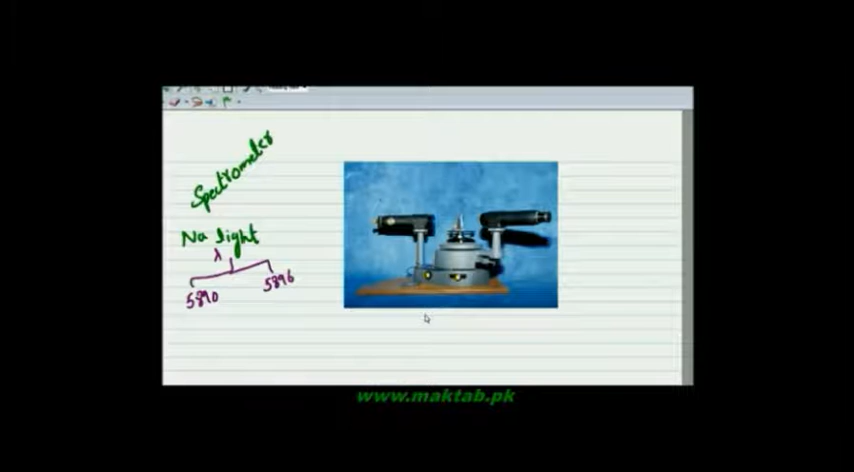 Spectrometer
Na light
λ
5890 5896
www.maktab.pk